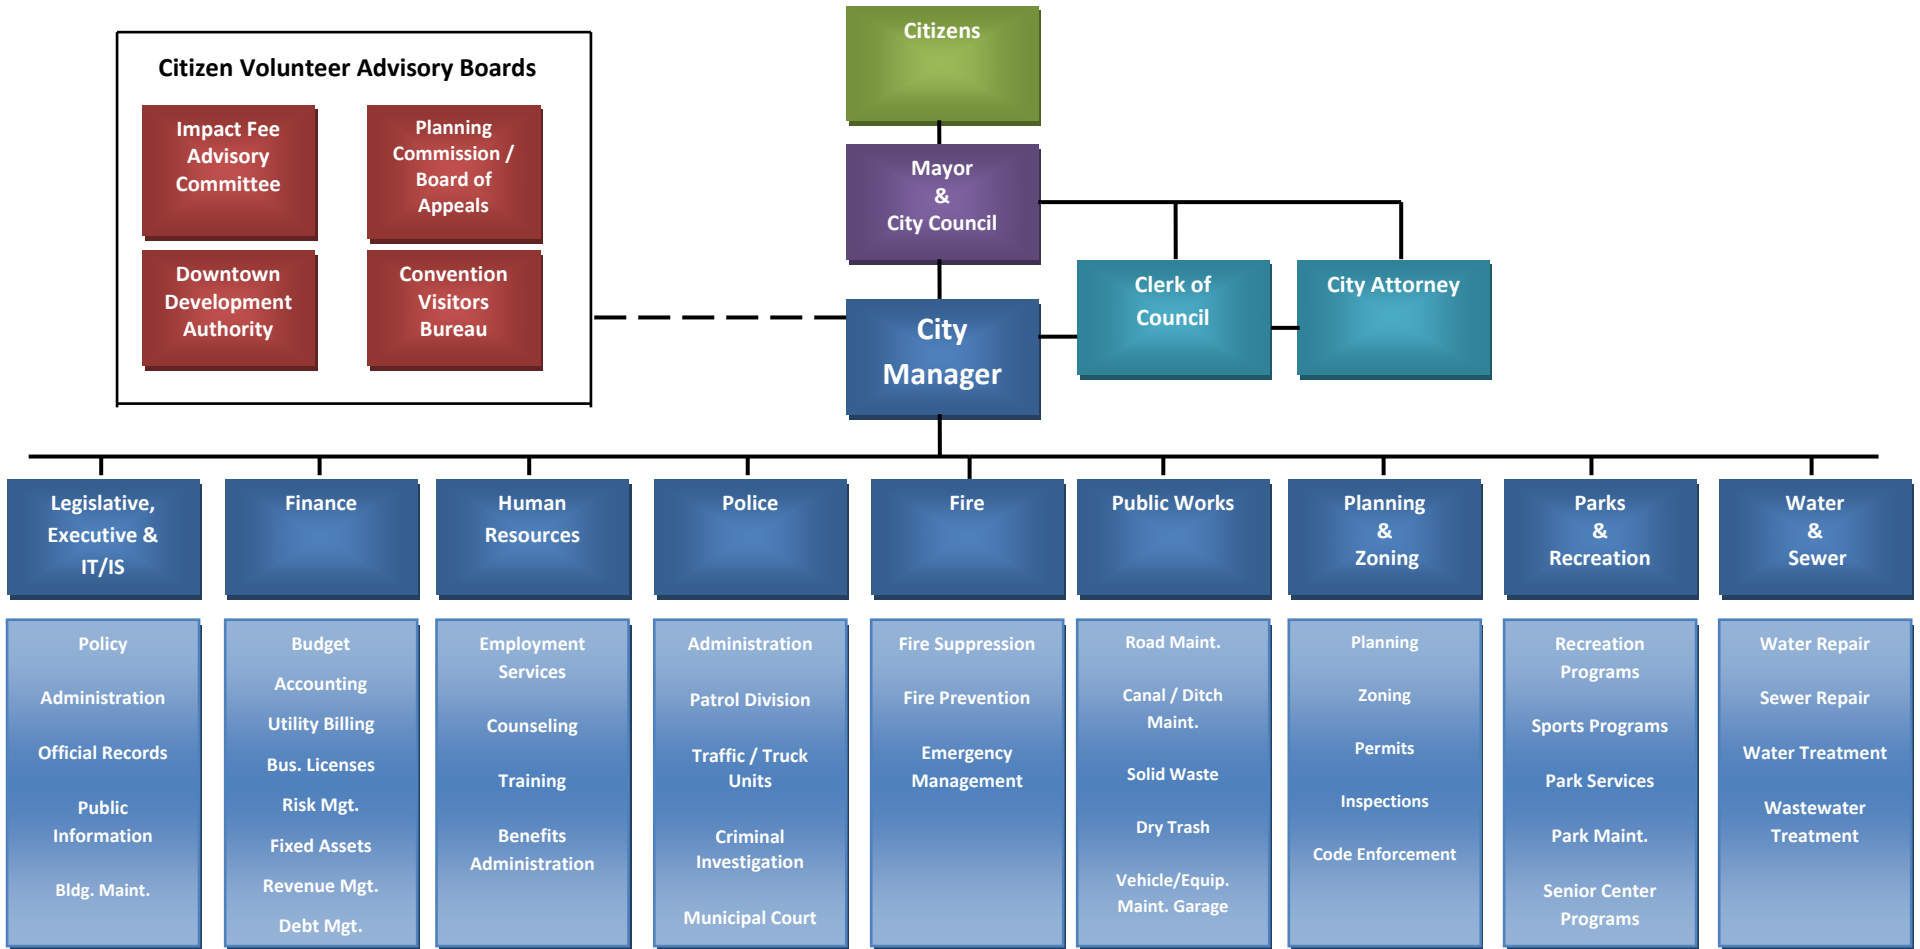 Citizen Volunteer Advisory Boards
Impact Fee
Advisory
Committee
Planning
Commission /
Board of
Appeals
Downtown
Development
Authority
Convention
Visitors
Bureau
Citizens
Mayor
&
City Council
City
Manager
Clerk of
Council
City Attorney
Legislative,
Executive &
IT/IS
Finance
Human
Resources
Police
Fire
Public Works
Planning
&
Zoning
Parks
&
Recreation
Water
&
Sewer
Policy
Administration
Official Records
Public
Information
Bldg. Maint.
Budget
Accounting
Utility Billing
Bus. Licenses
Risk Mgt.
Fixed Assets
Revenue Mgt.
Debt Mgt.
Employment
Services
Counseling
Training
Benefits
Administration
Administration
Patrol Division
Traffic / Truck
Units
Criminal
Investigation
Municipal Court
Fire Suppression
Fire Prevention
Emergency
Management
Road Maint.
Canal / Ditch
Maint.
Solid Waste
Dry Trash
Vehicle/Equip.
Maint. Garage
Planning
Zoning
Permits
Inspections
Code Enforcement
Recreation
Programs
Sports Programs
Park Services
Park Maint.
Senior Center
Programs
Water Repair
Sewer Repair
Water Treatment
Wastewater
Treatment